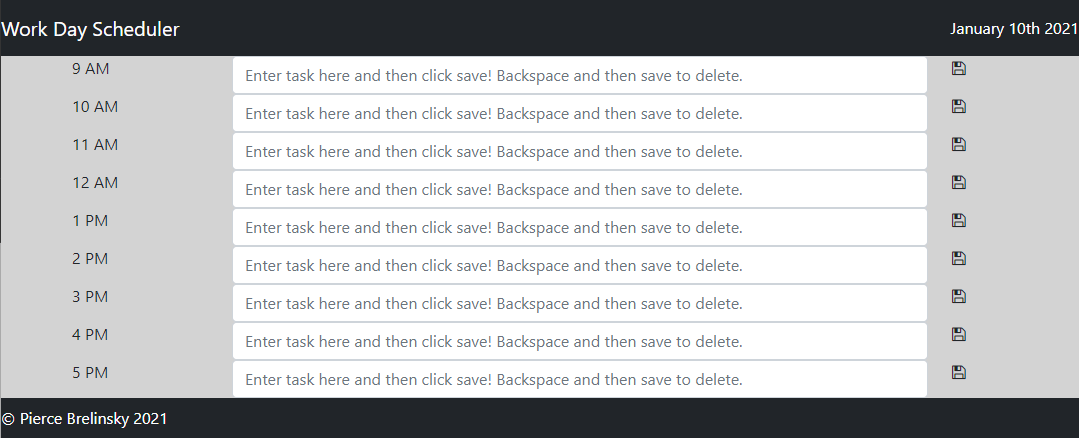 Work Day Scheduler January 10th 2021
9 AM Enter task here and then click save! Backspace and then save to delete.
10 AM Enter task here and then click save! Backspace and then save to delete.
11 AM Enter task here and then click save! Backspace and then save to delete.
12 AM Enter task here and then click save! Backspace and then save to delete.
1 PM Enter task here and then click save! Backspace and then save to delete.
2 PM Enter task here and then click save! Backspace and then save to delete.
3 PM Enter task here and then click save! Backspace and then save to delete.
4 PM Enter task here and then click save! Backspace and then save to delete.
5 PM Enter task here and then click save! Backspace and then save to delete.
© Pierce Brelinsky 2021